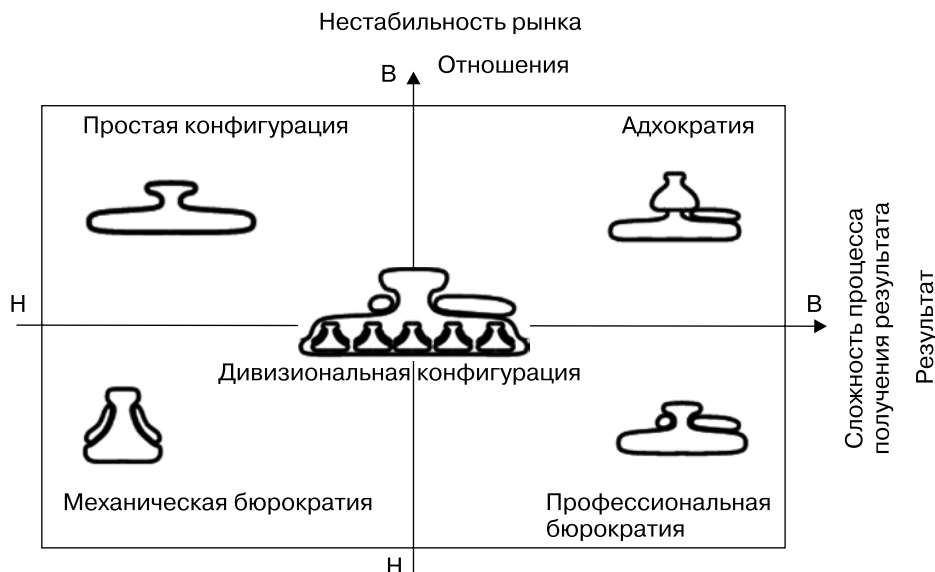 Нестабильность рынка
В
Отношения
Простая конфигурация
Адхократия
Н
В
Дивизиональная конфигурация
Механическая бюрократия
Профессиональная
бюрократия
Н
Сложность процесса
получения результата
Результат